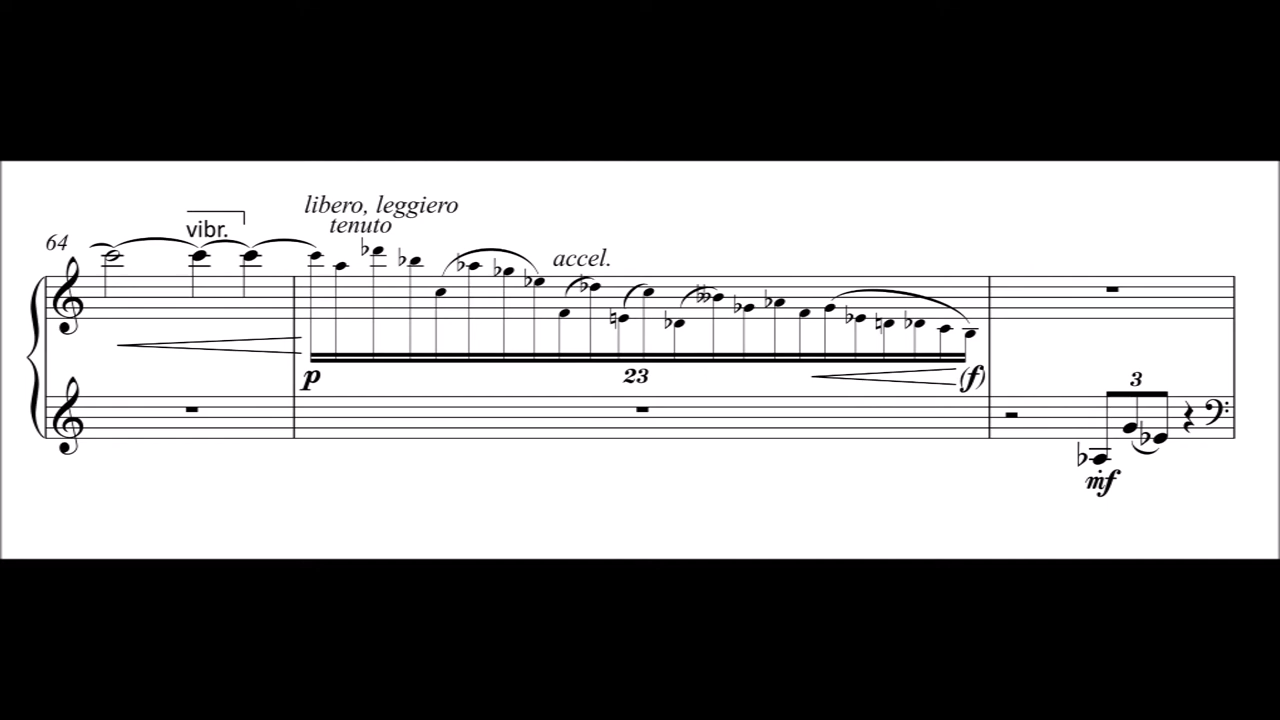 libero, leggiero
tenuto
64
vibr.
accel.
p
23
(f)
3
mf